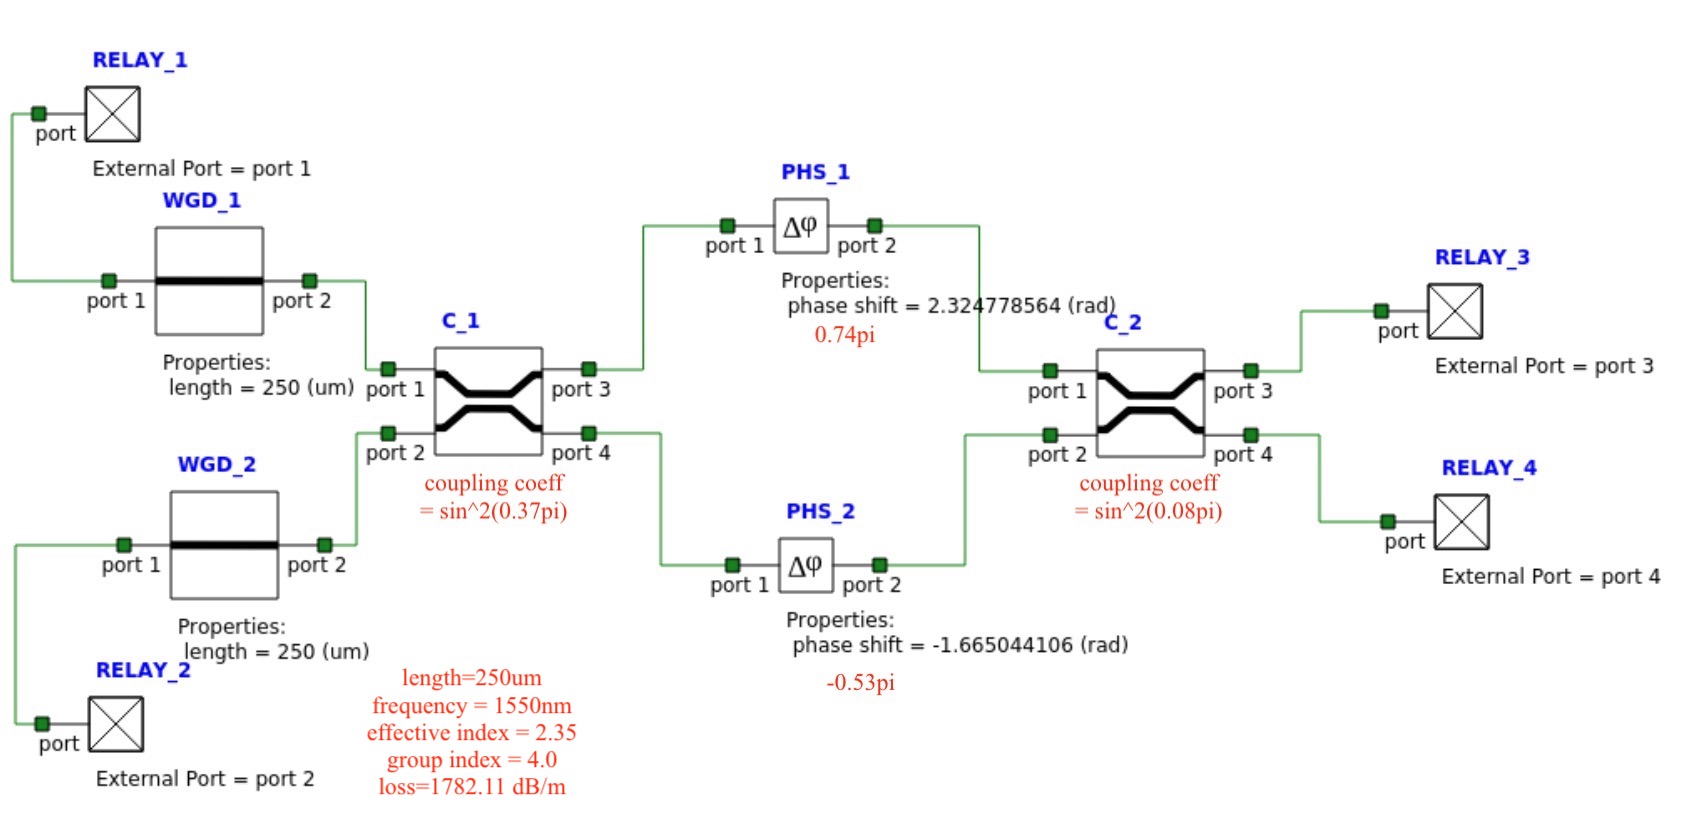 RELAY_1
port
External Port = port 1
WGD_1
port 1
port 2
Properties:
length = 250 (um)
C_1
port 1
port 3
port 2
port 4
coupling coeff
= sin^2(0.37pi)
WGD_2
port 1
port 2
Properties:
length = 250 (um)
RELAY_2
port
External Port = port 2
length=250um
frequency = 1550nm
effective index = 2.35
group index = 4.0
loss=1782.11 dB/m
PHS_1
Δφ
port 1
port 2
Properties:
phase shift = 2.324778564 (rad)
0.74pi
PHS_2
Δφ
port 1
port 2
Properties:
phase shift = -1.665044106 (rad)
-0.53pi
C_2
port 1
port 3
port 2
port 4
coupling coeff
= sin^2(0.08pi)
RELAY_3
port
External Port = port 3
RELAY_4
port
External Port = port 4